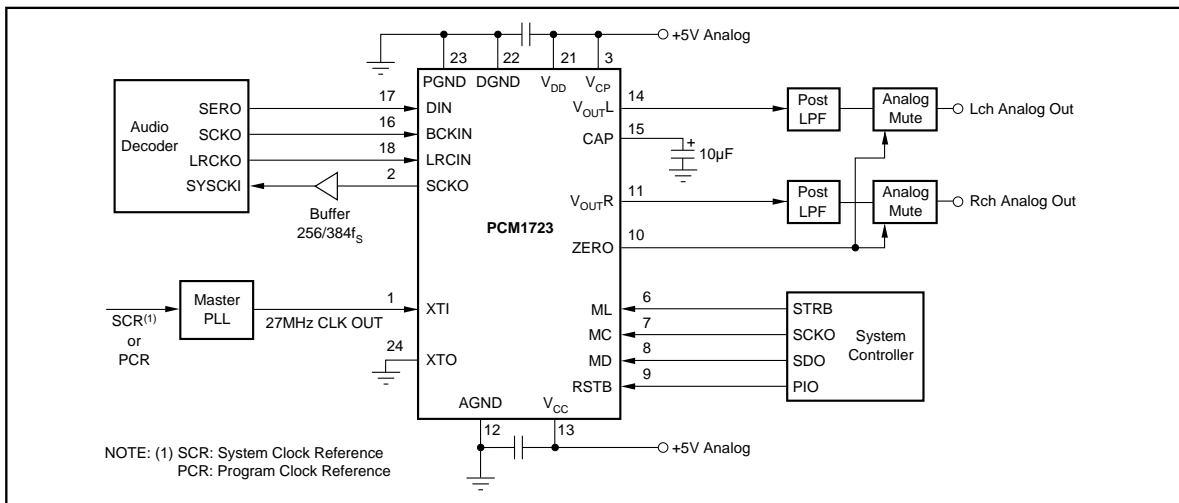 +5V Analog
23 22 21 3
PGND DGND VDD VCP
Audio Decoder
SERO 17 DIN
SCKO 16 BCKIN
LRCKO 18 LRCIN
SYSCKI 2 SCKO
Buffer
256/384fS
PCM1723
VOUTL 14
CAP 15
+
10µF
VOUTR 11
ZERO 10
Post LPF
Analog Mute
Lch Analog Out
Post LPF
Analog Mute
Rch Analog Out
SCR(1)
or
PCR
Master PLL
27MHz CLK OUT
1 XTI
24 XTO
ML 6 STRB
MC 7 SCKO
MD 8 SDO
RSTB 9 PIO
System Controller
AGND VCC
12 13
+5V Analog
NOTE: (1) SCR: System Clock Reference
PCR: Program Clock Reference